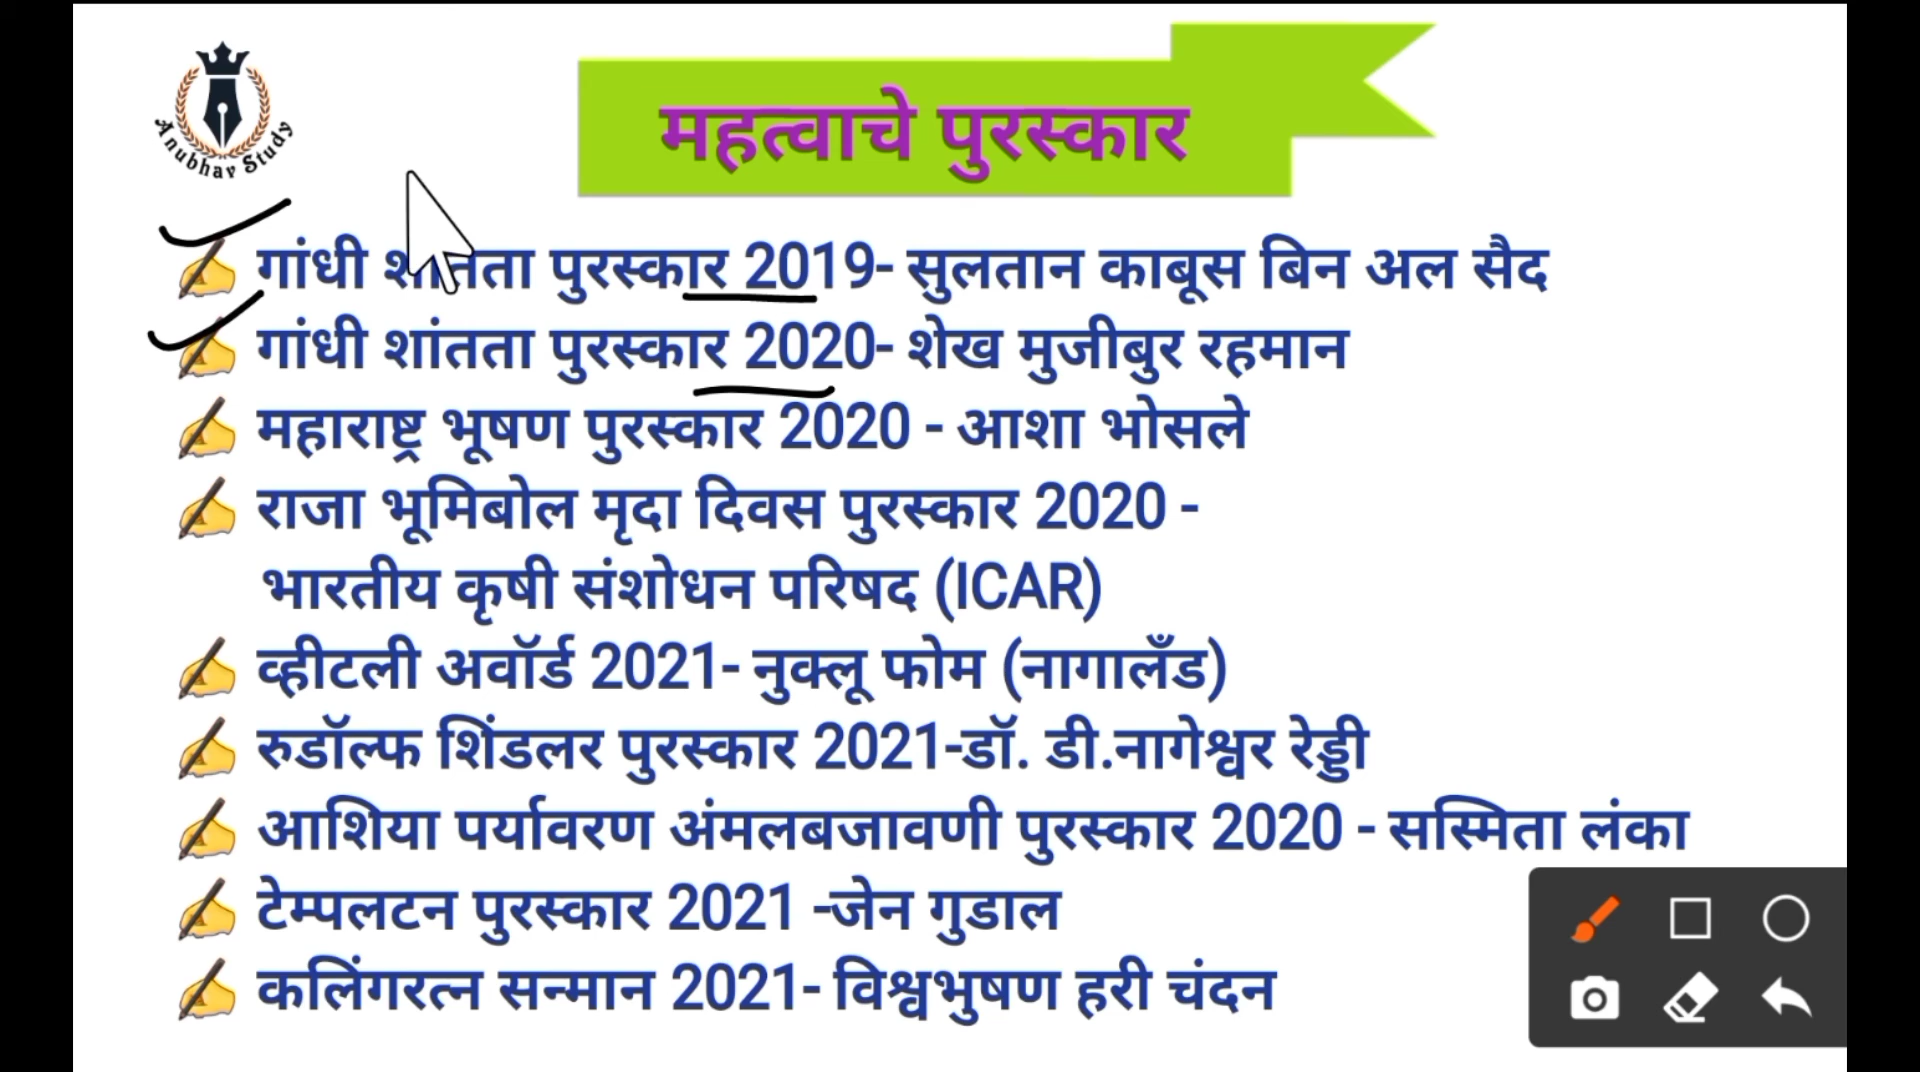 Anubhav Study
महत्वाचे पुरस्कार
गांधी शांतता पुरस्कार 2019- सुलतान काबूस बिन अल सैद
गांधी शांतता पुरस्कार 2020- शेख मुजीबुर रहमान
महाराष्ट्र भूषण पुरस्कार 2020 - आशा भोसले
राजा भूमिबोल मृदा दिवस पुरस्कार 2020 -
भारतीय कृषी संशोधन परिषद (ICAR)
व्हीटली अवॉर्ड 2021- नुक्लू फोम (नागालँड)
रुडॉल्फ शिंडलर पुरस्कार 2021-डॉ. डी.नागेश्वर रेड्डी
आशिया पर्यावरण अंमलबजावणी पुरस्कार 2020 - सस्मिता लंका
टेम्पलटन पुरस्कार 2021 -जेन गुडाल
कलिंगरत्न सन्मान 2021- विश्वभुषण हरी चंदन